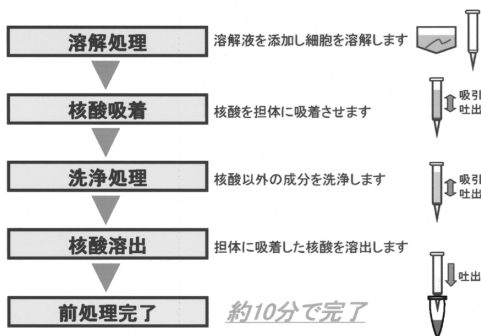 溶解処理
溶解液を添加し細胞を溶解します
核酸吸着
核酸を担体に吸着させます
吸引
吐出
洗浄処理
核酸以外の成分を洗浄します
吸引
吐出
核酸溶出
担体に吸着した核酸を溶出します
吐出
前処理完了
約10分で完了